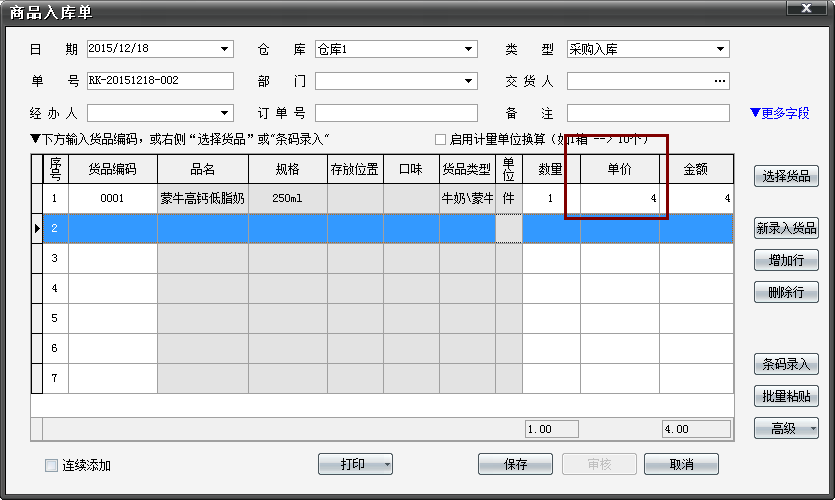 商品入库单
日 期 2015/12/18 仓 库 仓库1 类 型 采购入库
单 号 RK-20151218-002 部 门 交 货 人 ...
经 办 人 订 单 号 备 注 ▼更多字段
▼下方输入货品编码，或右侧“选择货品”或"条码录入" 启用计量单位换算（如1箱 --> 10个）
序号 货品编码 品名 规格 存放位置 口味 货品类型 单位 数量 单价 金额
1 0001 蒙牛高钙低脂奶 250ml 牛奶\蒙牛 件 1 4 4
选择货品
2
新录入货品
3
增加行
4
删除行
5
6
条码录入
7
批量粘贴
1.00 4.00
高级
连续添加 打印 保存 审核 取消